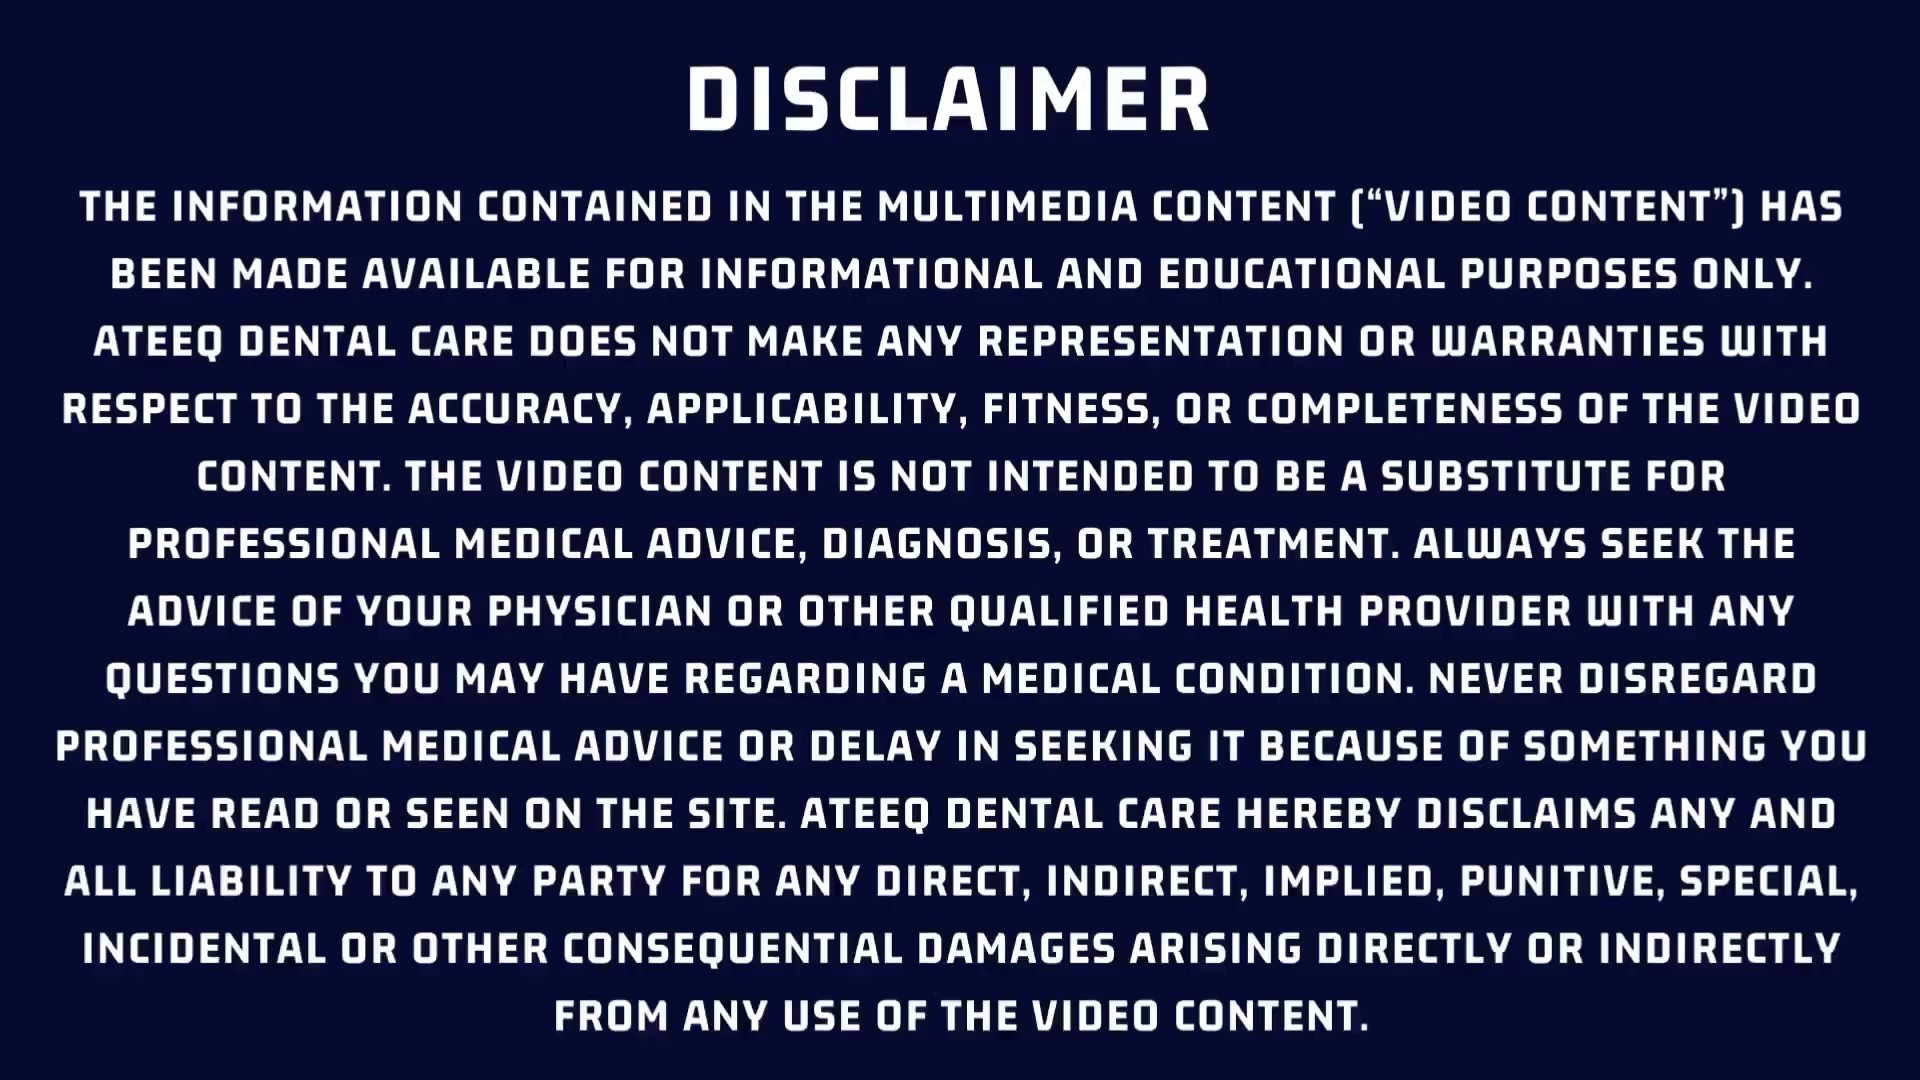 DISCLAIMER
THE INFORMATION CONTAINED IN THE MULTIMEDIA CONTENT (“VIDEO CONTENT”) HAS
BEEN MADE AVAILABLE FOR INFORMATIONAL AND EDUCATIONAL PURPOSES ONLY.
ATEEQ DENTAL CARE DOES NOT MAKE ANY REPRESENTATION OR WARRANTIES WITH
RESPECT TO THE ACCURACY, APPLICABILITY, FITNESS, OR COMPLETENESS OF THE VIDEO
CONTENT. THE VIDEO CONTENT IS NOT INTENDED TO BE A SUBSTITUTE FOR
PROFESSIONAL MEDICAL ADVICE, DIAGNOSIS, OR TREATMENT. ALWAYS SEEK THE
ADVICE OF YOUR PHYSICIAN OR OTHER QUALIFIED HEALTH PROVIDER WITH ANY
QUESTIONS YOU MAY HAVE REGARDING A MEDICAL CONDITION. NEVER DISREGARD
PROFESSIONAL MEDICAL ADVICE OR DELAY IN SEEKING IT BECAUSE OF SOMETHING YOU
HAVE READ OR SEEN ON THE SITE. ATEEQ DENTAL CARE HEREBY DISCLAIMS ANY AND
ALL LIABILITY TO ANY PARTY FOR ANY DIRECT, INDIRECT, IMPLIED, PUNITIVE, SPECIAL,
INCIDENTAL OR OTHER CONSEQUENTIAL DAMAGES ARISING DIRECTLY OR INDIRECTLY
FROM ANY USE OF THE VIDEO CONTENT.